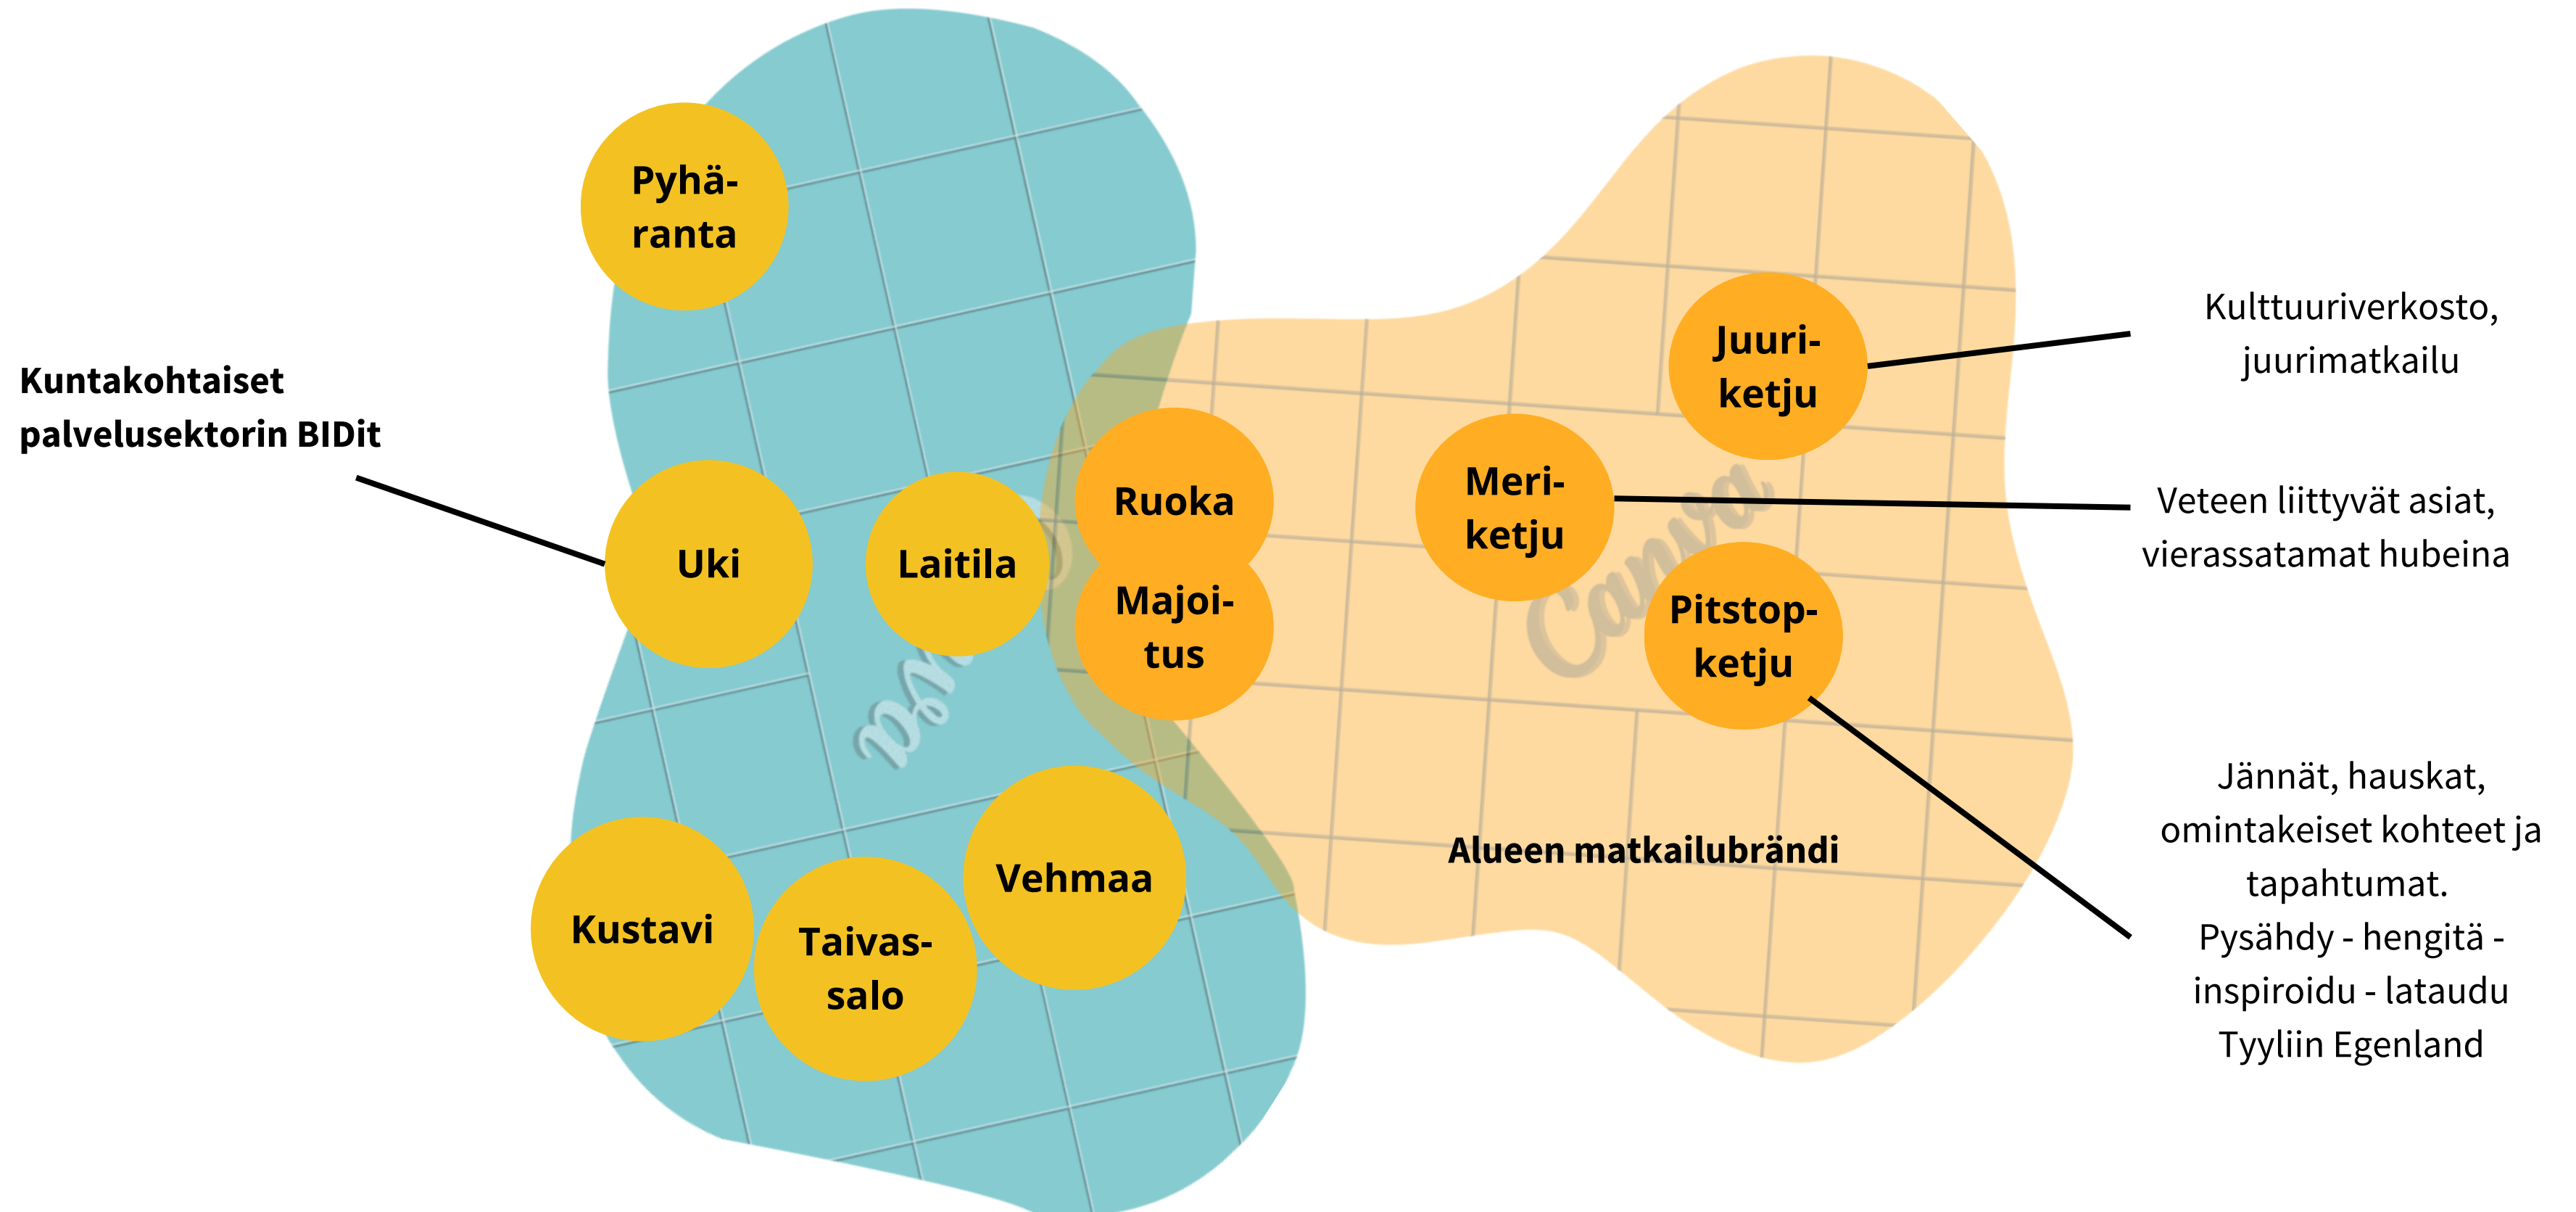 Kuntakohtaiset
palvelusektorin BIDit
Pyhä-
ranta
Uki
Laitila
Kustavi
Taivas-
salo
Vehmaa
Ruoka
Majoi-
tus
Meri-
ketju
Juuri-
ketju
Pitstop-
ketju
Canva
Alueen matkailubrändi
Kulttuuriverkosto,
juurimatkailu
Veteen liittyvät asiat,
vierassatamat hubeina
Jännät, hauskat,
omintakeiset kohteet ja
tapahtumat.
Pysähdy - hengitä -
inspiroidu - lataudu
Tyyliin Egenland